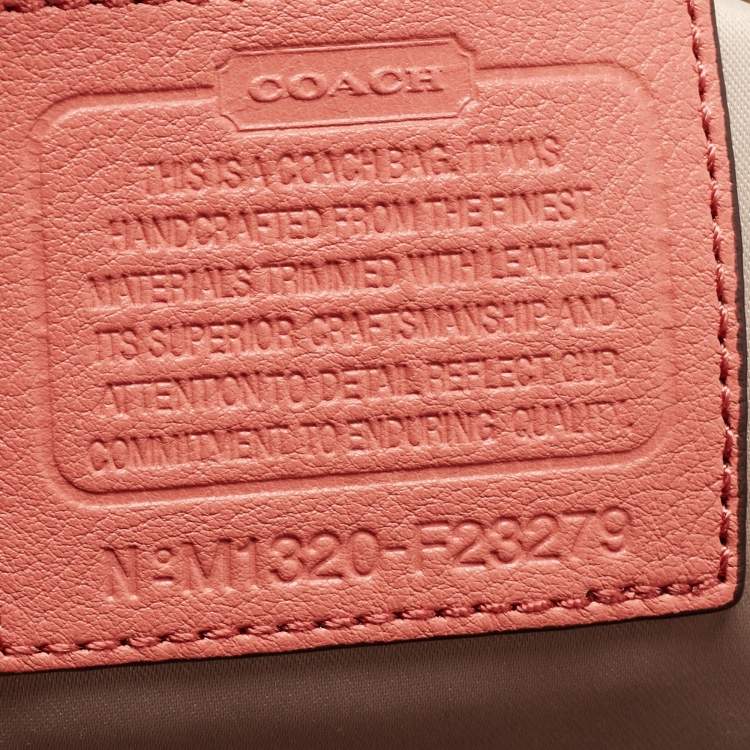 COACH
THIS IS A COACH BAG. IT WAS
HANDCRAFTED FROM THE FINEST
MATERIALS TRIMMED WITH LEATHER.
ITS SUPERIOR CRAFTSMANSHIP AND
ATTENTION TO DETAIL REFLECT OUR
COMMITMENT TO ENDURING QUALITY.
Nº M1320-F23279